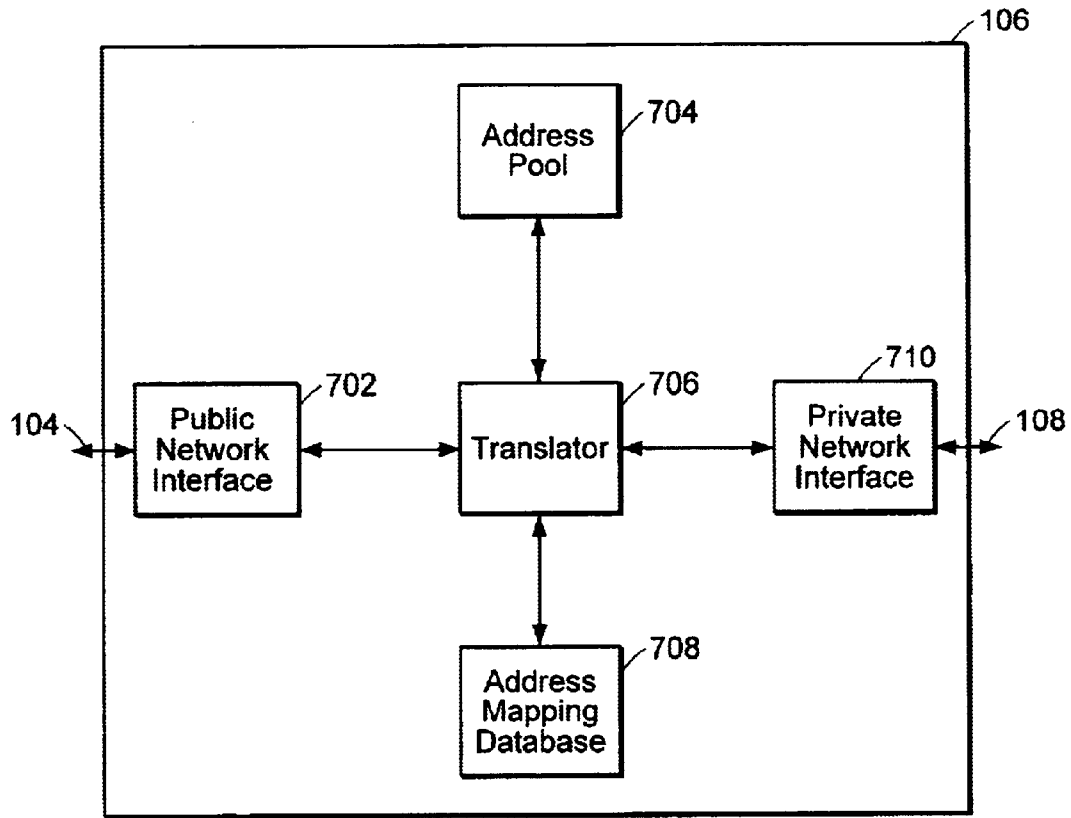 106
704
Address
Pool
710
702
706
104
Public
Network
Interface
Translator
Private
Network
Interface
108
708
Address
Mapping
Database